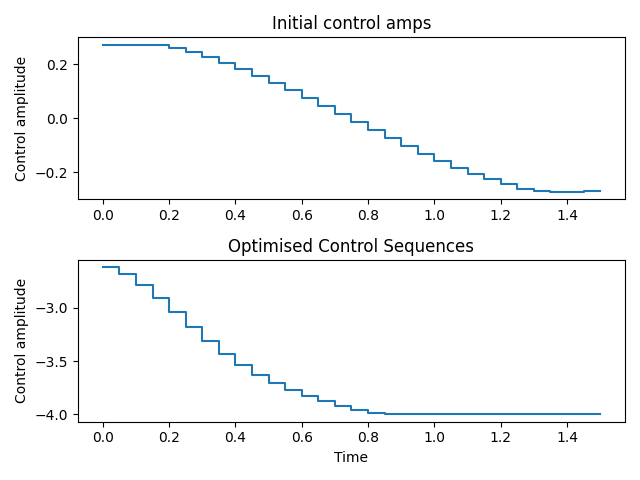 Initial control amps
Control amplitude
0.2
0.0
−0.2
0.0 0.2 0.4 0.6 0.8 1.0 1.2 1.4
Optimised Control Sequences
Control amplitude
−3.0
−3.5
−4.0
0.0 0.2 0.4 0.6 0.8 1.0 1.2 1.4
Time